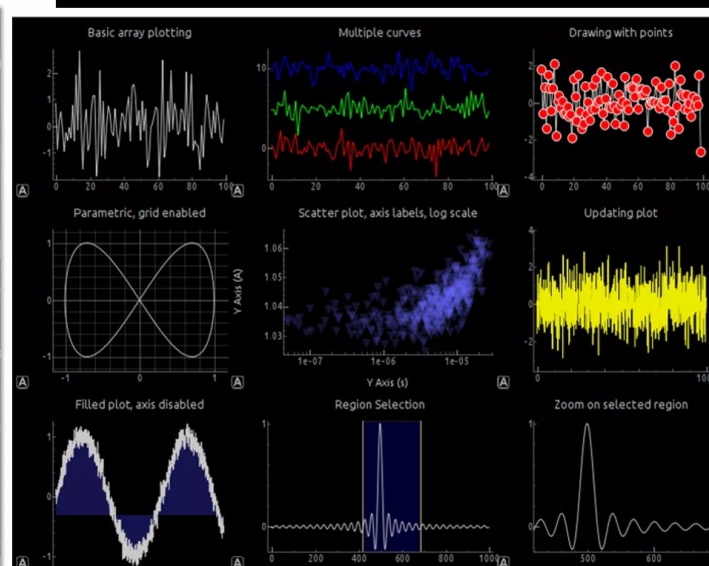 Basic array plotting
2
1
0
-1
0 20 40 60 80 100
A
Multiple curves
10
0
0 20 40 60 80 100
A
Drawing with points
2
0
-2
-4
0 20 40 60 80 100
A
Parametric, grid enabled
1
0
-1
-1 0 1
A
Scatter plot, axis labels, log scale
Y Axis (A)
1.06
1.05
1.04
1.03
1e-07 1e-06 1e-05
Y Axis (s)
A
Updating plot
4
2
0
-2
0 100
A
Filled plot, axis disabled
1
0
-1
Region Selection
1
0
0 200 400 600 800 1000
A
Zoom on selected region
1
0
500 600
A